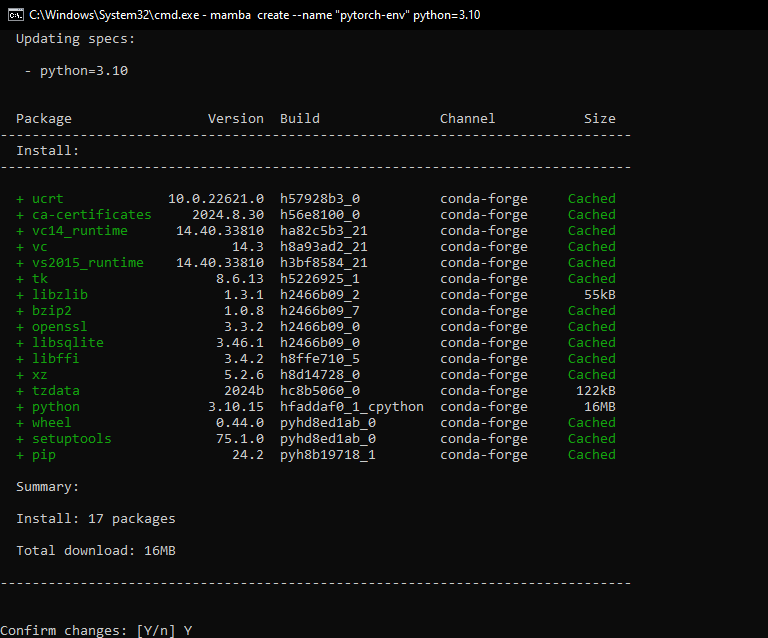 C:\Windows\System32\cmd.exe - mamba  create --name "pytorch-env" python=3.10
Updating specs:
- python=3.10
Package Version Build Channel Size
--------------------------------------------------------------------------------
Install:
--------------------------------------------------------------------------------
+ ucrt 10.0.22621.0 h57928b3_0 conda-forge Cached
+ ca-certificates 2024.8.30 h56e8100_0 conda-forge Cached
+ vc14_runtime 14.40.33810 ha82c5b3_21 conda-forge Cached
+ vc 14.3 h8a93ad2_21 conda-forge Cached
+ vs2015_runtime 14.40.33810 h3bf8584_21 conda-forge Cached
+ tk 8.6.13 h5226925_1 conda-forge Cached
+ libzlib 1.3.1 h2466b09_2 conda-forge 55kB
+ bzip2 1.0.8 h2466b09_7 conda-forge Cached
+ openssl 3.3.2 h2466b09_0 conda-forge Cached
+ libsqlite 3.46.1 h2466b09_0 conda-forge Cached
+ libffi 3.4.2 h8ffe710_5 conda-forge Cached
+ xz 5.2.6 h8d14728_0 conda-forge Cached
+ tzdata 2024b hc8b5060_0 conda-forge 122kB
+ python 3.10.15 hfaddaf0_1_cpython conda-forge 16MB
+ wheel 0.44.0 pyhd8ed1ab_0 conda-forge Cached
+ setuptools 75.1.0 pyhd8ed1ab_0 conda-forge Cached
+ pip 24.2 pyh8b19718_1 conda-forge Cached
Summary:
Install: 17 packages
Total download: 16MB
--------------------------------------------------------------------------------
Confirm changes: [Y/n] Y